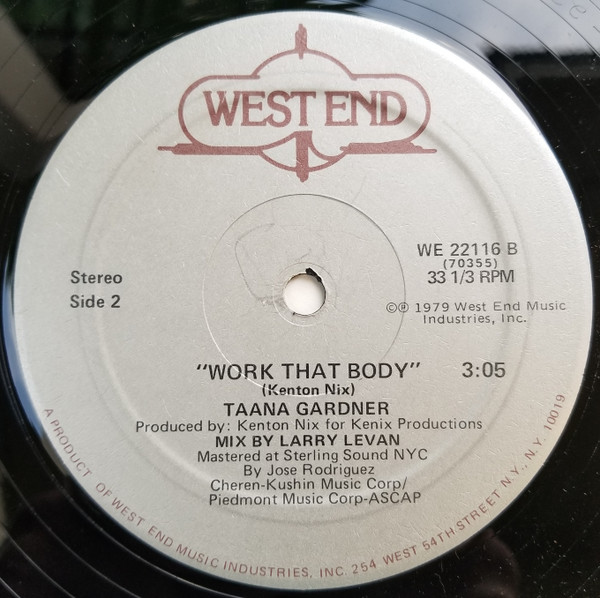 WEST END
WE 22116 B
(70355)
33 1/3 RPM
Stereo
Side 2
©℗ 1979 West End Music
Industries, Inc.
"WORK THAT BODY" 3:05
(Kenton Nix)
TAANA GARDNER
Produced by: Kenton Nix for Kenix Productions
MIX BY LARRY LEVAN
Mastered at Sterling Sound NYC
By Jose Rodriguez
Cheren-Kushin Music Corp/
Piedmont Music Corp-ASCAP
A PRODUCT OF WEST END MUSIC INDUSTRIES, INC. 254 WEST 54TH STREET N.Y., N.Y. 10019